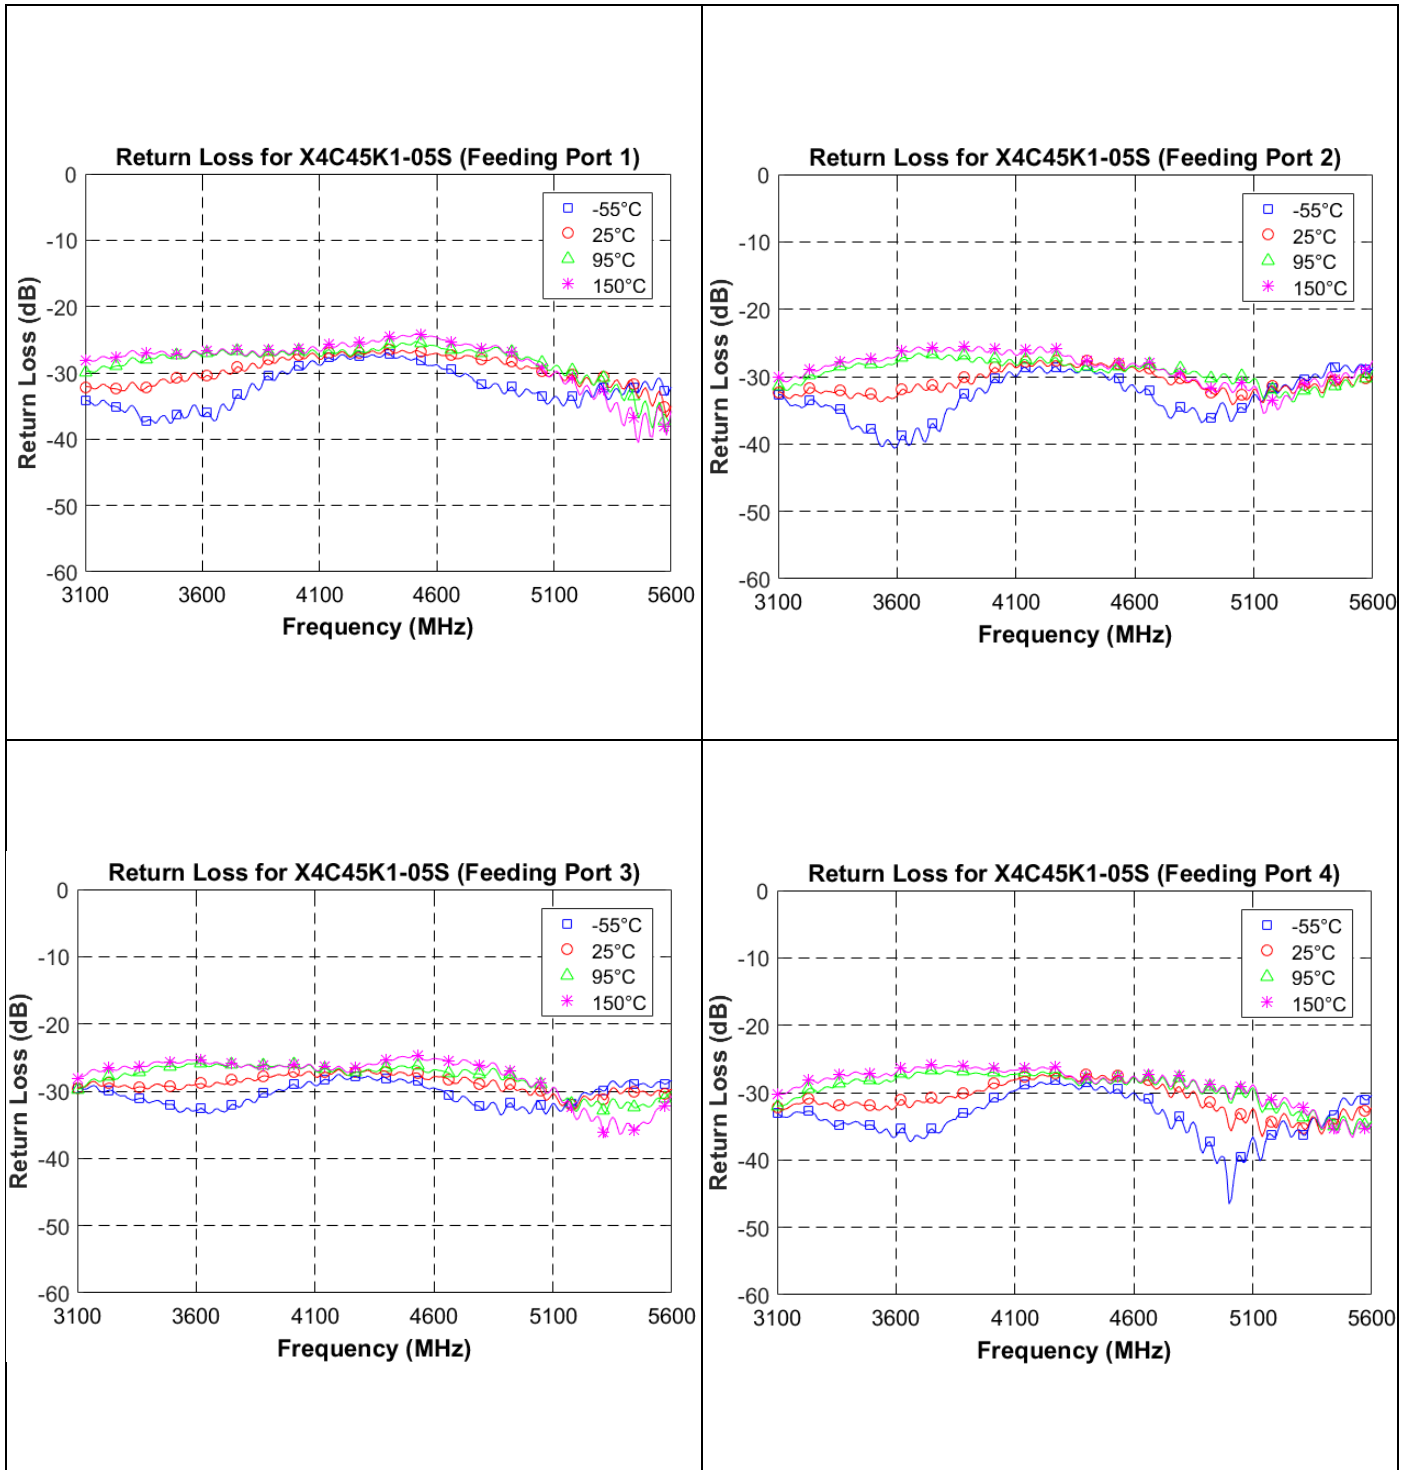 Return Loss for X4C45K1-05S (Feeding Port 1)
0
-10
-20
-30
-40
-50
-60
Return Loss (dB)
-55°C
25°C
95°C
150°C
3100 3600 4100 4600 5100 5600
Frequency (MHz)
Return Loss for X4C45K1-05S (Feeding Port 2)
0
-10
-20
-30
-40
-50
-60
Return Loss (dB)
-55°C
25°C
95°C
150°C
3100 3600 4100 4600 5100 5600
Frequency (MHz)
Return Loss for X4C45K1-05S (Feeding Port 3)
0
-10
-20
-30
-40
-50
-60
Return Loss (dB)
-55°C
25°C
95°C
150°C
3100 3600 4100 4600 5100 5600
Frequency (MHz)
Return Loss for X4C45K1-05S (Feeding Port 4)
0
-10
-20
-30
-40
-50
-60
Return Loss (dB)
-55°C
25°C
95°C
150°C
3100 3600 4100 4600 5100 5600
Frequency (MHz)